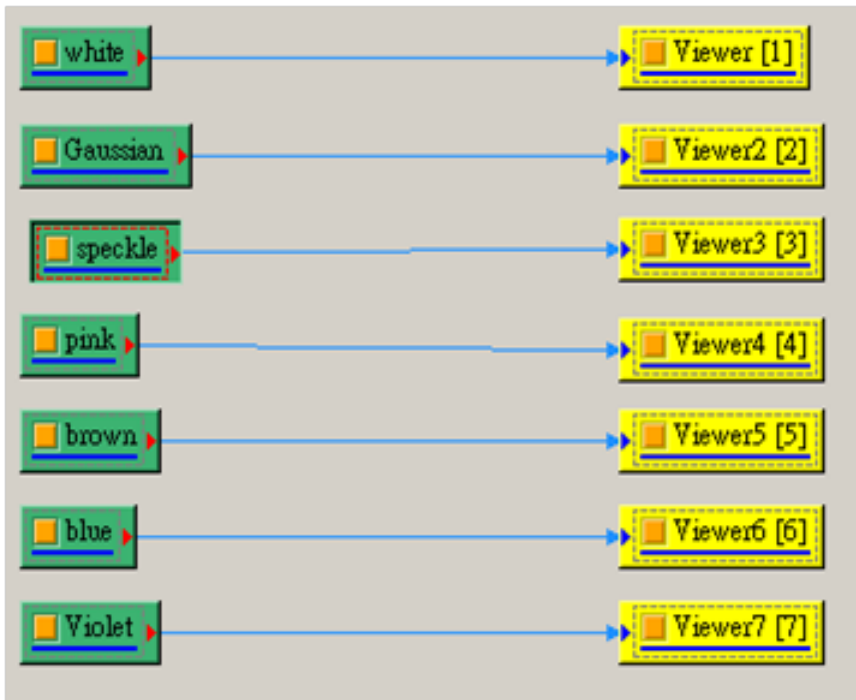 white Viewer [1]
Gaussian Viewer2 [2]
speckle Viewer3 [3]
pink Viewer4 [4]
brown Viewer5 [5]
blue Viewer6 [6]
Violet Viewer7 [7]